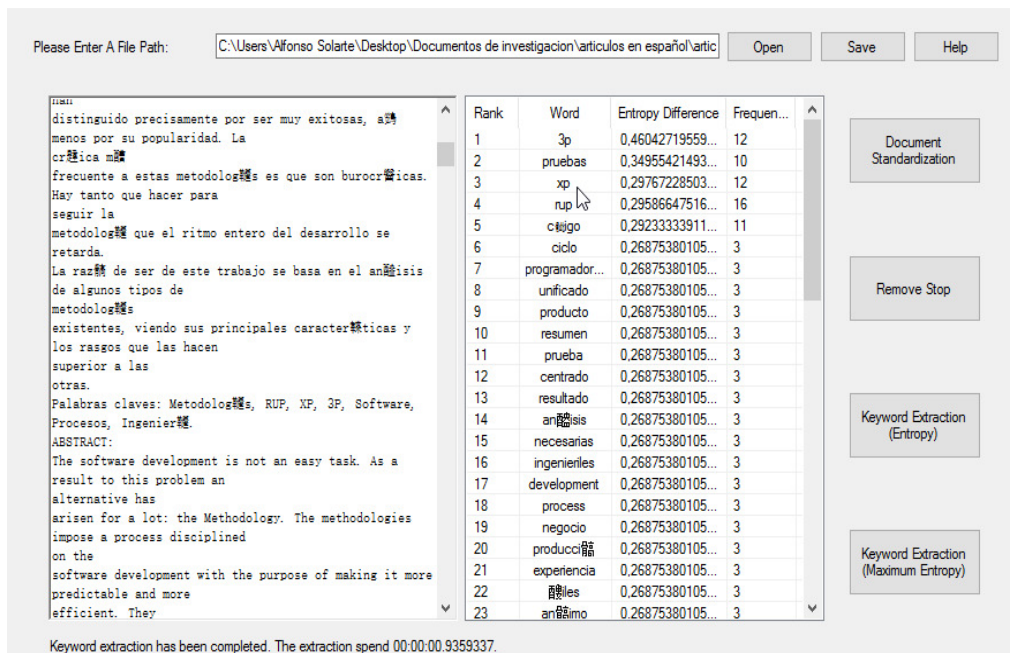 Please Enter A File Path: C:\Users\Alfonso Solarte\Desktop\Documentos de investigacion\articulos en español\artic Open Save Help
distinguido precisamente por ser muy exitosas,
menos por su popularidad. La
frecuente a estas metodolog es que son burocr icas.
Hay tanto que hacer para
seguir la
metodolog que el ritmo entero del desarrollo se
retarda.
La raz de ser de este trabajo se basa en el an isis
de algunos tipos de
metodolog s
existentes, viendo sus principales caracter ticas y
los rasgos que las hacen
superior a las
otras.
Palabras claves: Metodolog s, RUP, XP, 3P, Software,
Procesos, Ingenier .
ABSTRACT:
The software development is not an easy task. As a
result to this problem an
alternative has
arisen for a lot: the Methodology. The methodologies
impose a process disciplined
on the
software development with the purpose of making it more
predictable and more
efficient. They
Rank Word Entropy Difference Frequen...
1 3p 0,46042719559... 12
2 pruebas 0,34955421493... 10
3 xp 0,29767228503... 12
4 rup 0,29586647516... 16
5 0,29233333911... 11
6 ciclo 0,26875380105... 3
7 programador... 0,26875380105... 3
8 unificado 0,26875380105... 3
9 producto 0,26875380105... 3
10 resumen 0,26875380105... 3
11 prueba 0,26875380105... 3
12 centrado 0,26875380105... 3
13 resultado 0,26875380105... 3
14 an isis 0,26875380105... 3
15 necesarias 0,26875380105... 3
16 ingenieriles 0,26875380105... 3
17 development 0,26875380105... 3
18 process 0,26875380105... 3
19 negocio 0,26875380105... 3
20 producci 0,26875380105... 3
21 experiencia 0,26875380105... 3
22 iles 0,26875380105... 3
23 an imo 0,26875380105... 3
Document
Standardization
Remove Stop
Keyword Extraction
(Entropy)
Keyword Extraction
(Maximum Entropy)
Keyword extraction has been completed. The extraction spend 00:00:00.9359337.